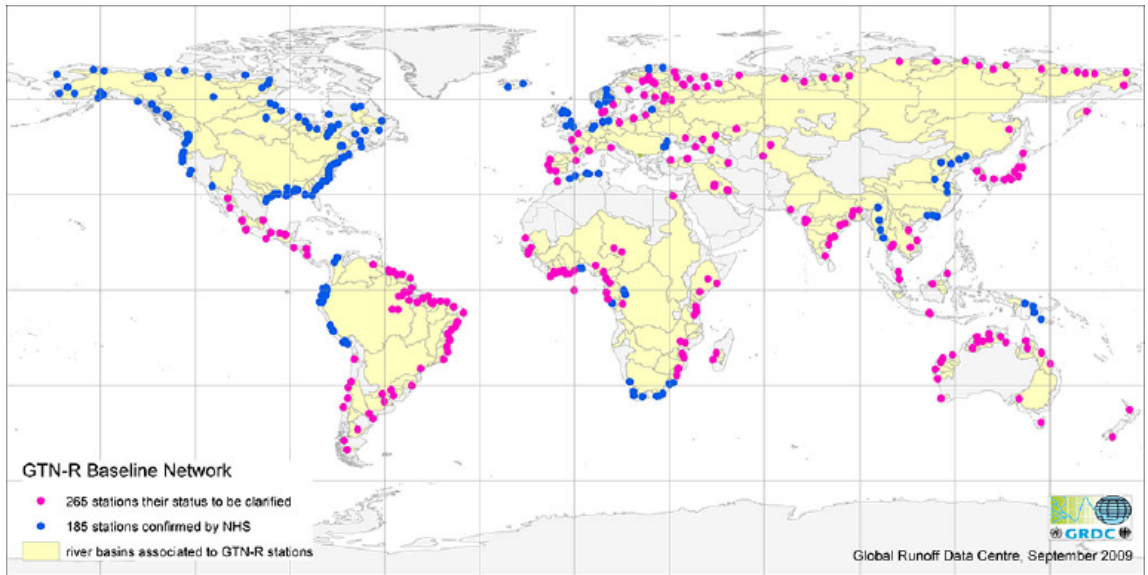 GTN-R Baseline Network
265 stations their status to be clarified
185 stations confirmed by NHS
river basins associated to GTN-R stations
GRDC
Global Runoff Data Centre, September 2009